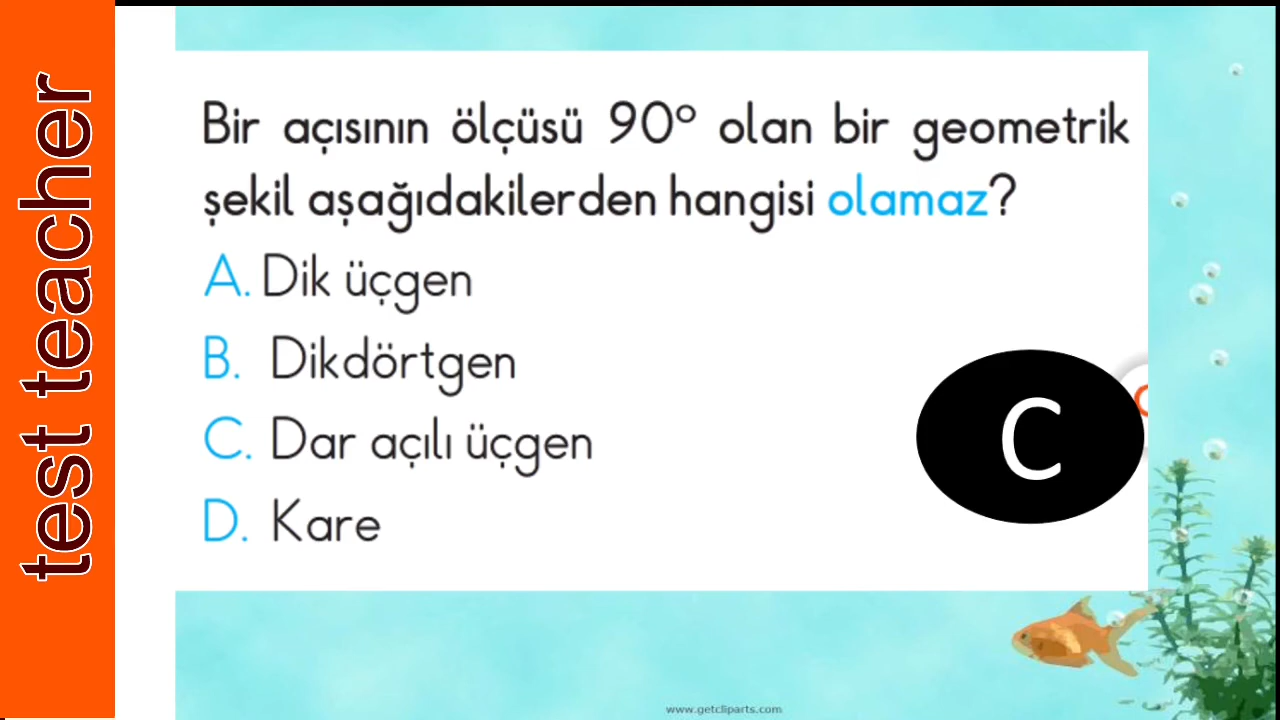 test teacher
Bir açısının ölçüsü 90° olan bir geometrik
şekil aşağıdakilerden hangisi olamaz?
A. Dik üçgen
B. Dikdörtgen
C. Dar açılı üçgen
D. Kare
C
www.getcliparts.com